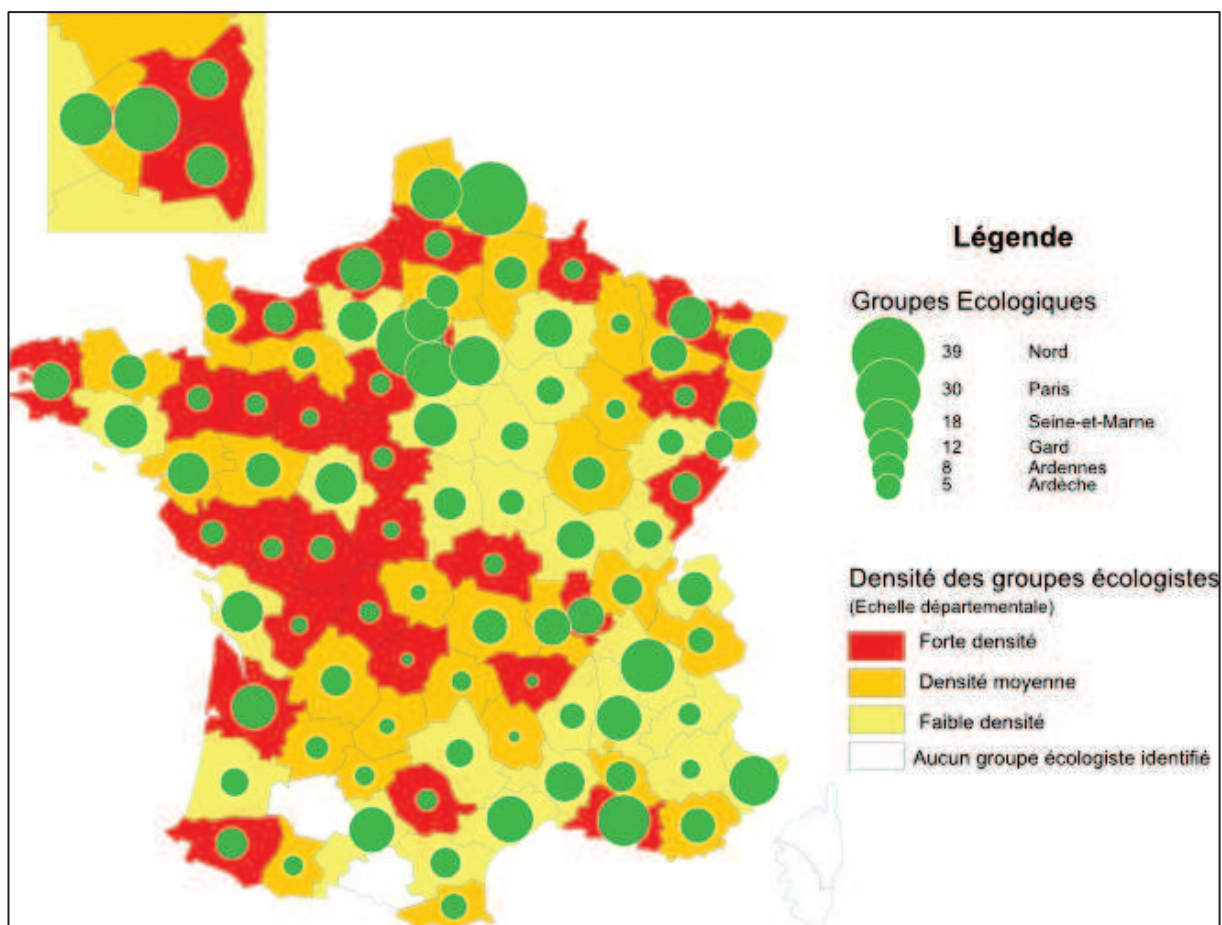 Légende
Groupes Ecologiques
39 Nord
30 Paris
18 Seine-et-Marne
12 Gard
8 Ardennes
5 Ardèche
Densité des groupes écologistes
(Echelle départementale)
Forte densité
Densité moyenne
Faible densité
Aucun groupe écologiste identifié